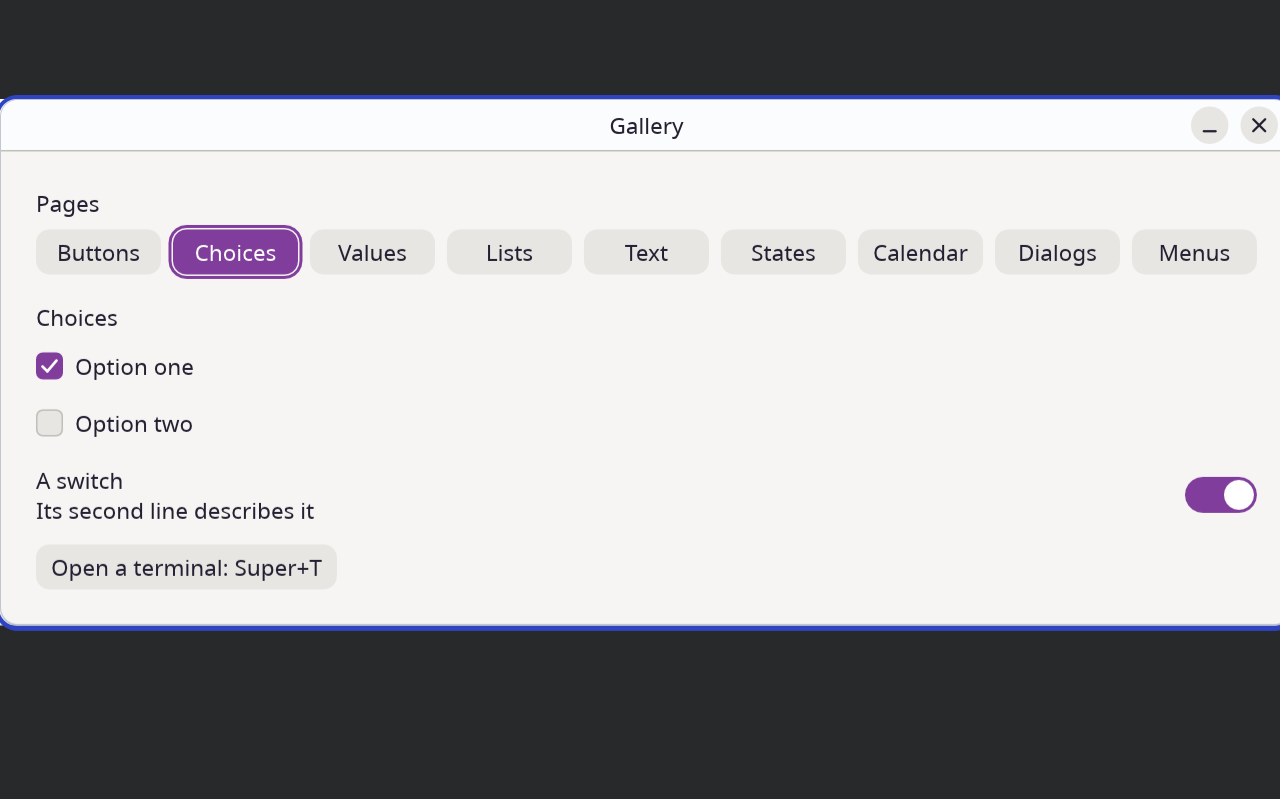 Gallery
Pages
Buttons
Choices
Values
Lists
Text
States
Calendar
Dialogs
Menus
Choices
Option one
Option two
A switch
Its second line describes it
Open a terminal: Super+T